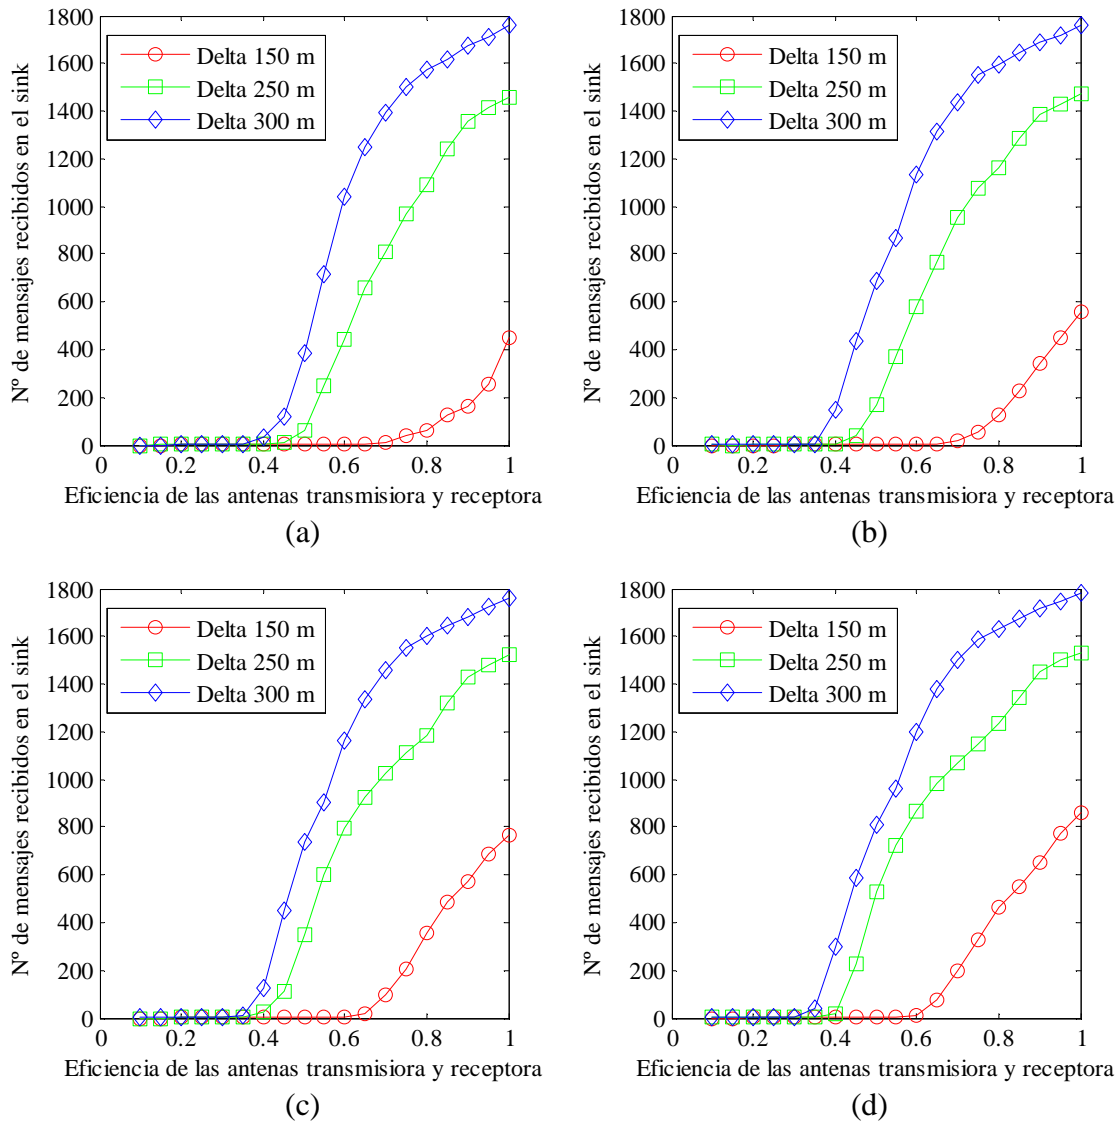 1800
1600
1400
1200
1000
800
600
400
200
0
Nº de mensajes recibidos en el sink
Delta 150 m
Delta 250 m
Delta 300 m
0 0.2 0.4 0.6 0.8 1
Eficiencia de las antenas transmisiora y receptora
(a)
1800
1600
1400
1200
1000
800
600
400
200
0
Nº de mensajes recibidos en el sink
Delta 150 m
Delta 250 m
Delta 300 m
0 0.2 0.4 0.6 0.8 1
Eficiencia de las antenas transmisiora y receptora
(b)
1800
1600
1400
1200
1000
800
600
400
200
0
Nº de mensajes recibidos en el sink
Delta 150 m
Delta 250 m
Delta 300 m
0 0.2 0.4 0.6 0.8 1
Eficiencia de las antenas transmisiora y receptora
(c)
1800
1600
1400
1200
1000
800
600
400
200
0
Nº de mensajes recibidos en el sink
Delta 150 m
Delta 250 m
Delta 300 m
0 0.2 0.4 0.6 0.8 1
Eficiencia de las antenas transmisiora y receptora
(d)